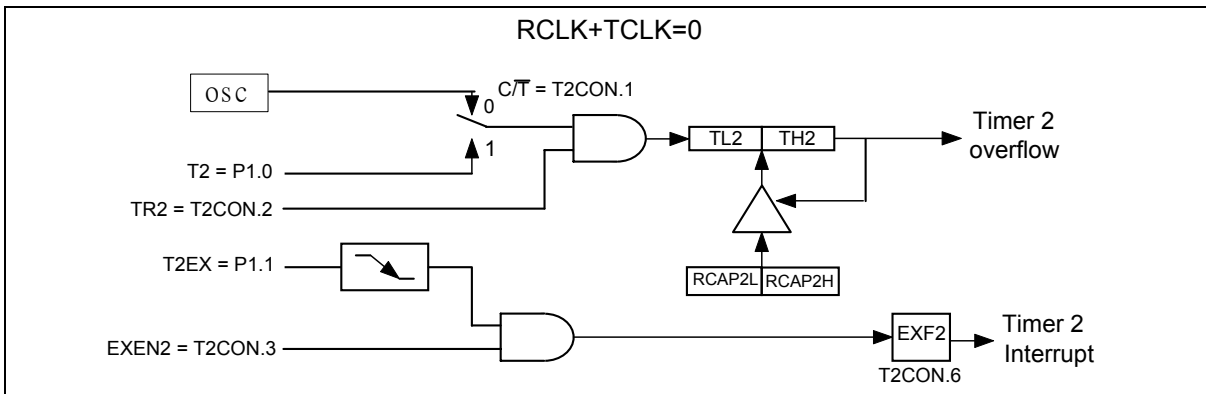 RCLK+TCLK=0
OSC
C/T̅ = T2CON.1
0
1
T2 = P1.0
TR2 = T2CON.2
TL2 TH2
Timer 2
overflow
T2EX = P1.1
RCAP2L RCAP2H
EXEN2 = T2CON.3
EXF2
T2CON.6
Timer 2
Interrupt